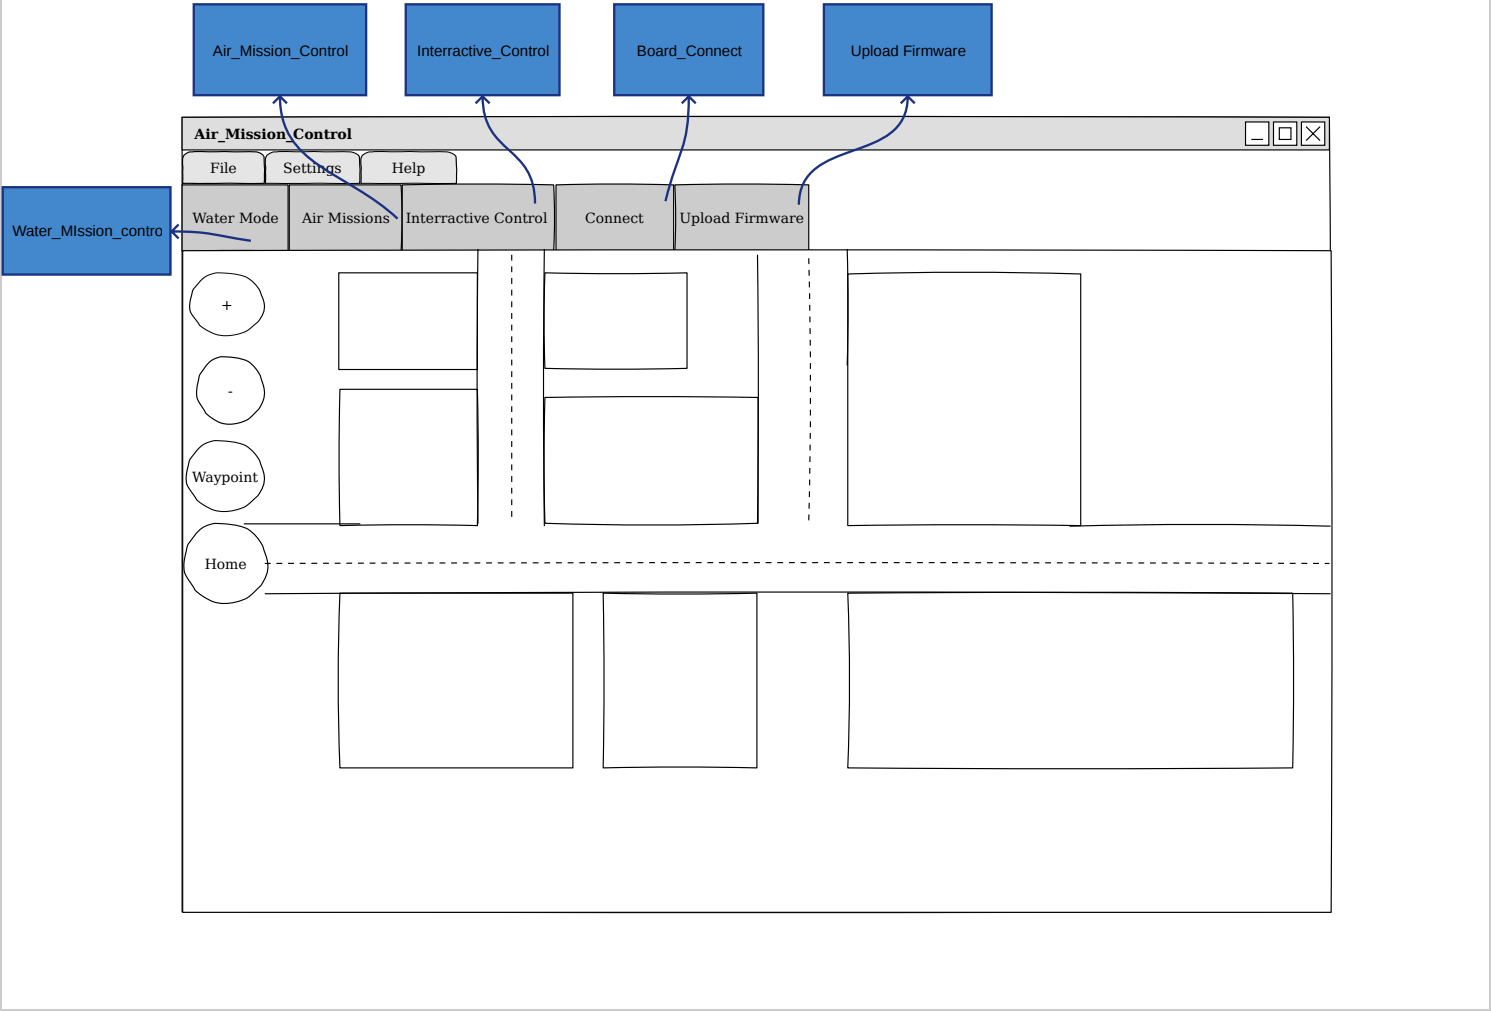 Air_Mission_Control
Interractive_Control
Board_Connect
Upload Firmware
Air_Mission_Control
File
Settings
Help
Water_MIssion_contro
Water Mode
Air Missions
Interractive Control
Connect
Upload Firmware
+
-
Waypoint
Home